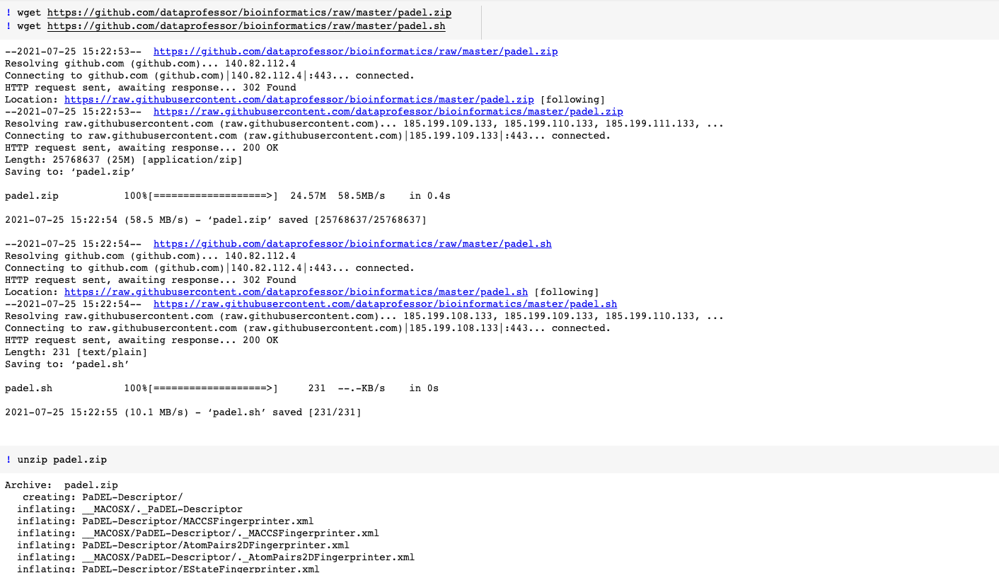 ! wget https://github.com/dataprofessor/bioinformatics/raw/master/padel.zip
! wget https://github.com/dataprofessor/bioinformatics/raw/master/padel.sh
--2021-07-25 15:22:53--  https://github.com/dataprofessor/bioinformatics/raw/master/padel.zip
Resolving github.com (github.com)... 140.82.112.4
Connecting to github.com (github.com)|140.82.112.4|:443... connected.
HTTP request sent, awaiting response... 302 Found
Location: https://raw.githubusercontent.com/dataprofessor/bioinformatics/master/padel.zip [following]
--2021-07-25 15:22:53--  https://raw.githubusercontent.com/dataprofessor/bioinformatics/master/padel.zip
Resolving raw.githubusercontent.com (raw.githubusercontent.com)... 185.199.109.133, 185.199.110.133, 185.199.111.133, ...
Connecting to raw.githubusercontent.com (raw.githubusercontent.com)|185.199.109.133|:443... connected.
HTTP request sent, awaiting response... 200 OK
Length: 25768637 (25M) [application/zip]
Saving to: ‘padel.zip’
padel.zip           100%[===================>]  24.57M  58.5MB/s    in 0.4s
2021-07-25 15:22:54 (58.5 MB/s) - ‘padel.zip’ saved [25768637/25768637]
--2021-07-25 15:22:54--  https://github.com/dataprofessor/bioinformatics/raw/master/padel.sh
Resolving github.com (github.com)... 140.82.112.4
Connecting to github.com (github.com)|140.82.112.4|:443... connected.
HTTP request sent, awaiting response... 302 Found
Location: https://raw.githubusercontent.com/dataprofessor/bioinformatics/master/padel.sh [following]
--2021-07-25 15:22:54--  https://raw.githubusercontent.com/dataprofessor/bioinformatics/master/padel.sh
Resolving raw.githubusercontent.com (raw.githubusercontent.com)... 185.199.108.133, 185.199.109.133, 185.199.110.133, ...
Connecting to raw.githubusercontent.com (raw.githubusercontent.com)|185.199.108.133|:443... connected.
HTTP request sent, awaiting response... 200 OK
Length: 231 [text/plain]
Saving to: ‘padel.sh’
padel.sh            100%[===================>]     231  --.-KB/s    in 0s
2021-07-25 15:22:55 (10.1 MB/s) - ‘padel.sh’ saved [231/231]
! unzip padel.zip
Archive:  padel.zip
   creating: PaDEL-Descriptor/
  inflating: __MACOSX/._PaDEL-Descriptor
  inflating: PaDEL-Descriptor/MACCSFingerprinter.xml
  inflating: __MACOSX/PaDEL-Descriptor/._MACCSFingerprinter.xml
  inflating: PaDEL-Descriptor/AtomPairs2DFingerprinter.xml
  inflating: __MACOSX/PaDEL-Descriptor/._AtomPairs2DFingerprinter.xml
  inflating: PaDEL-Descriptor/EStateFingerprinter.xml